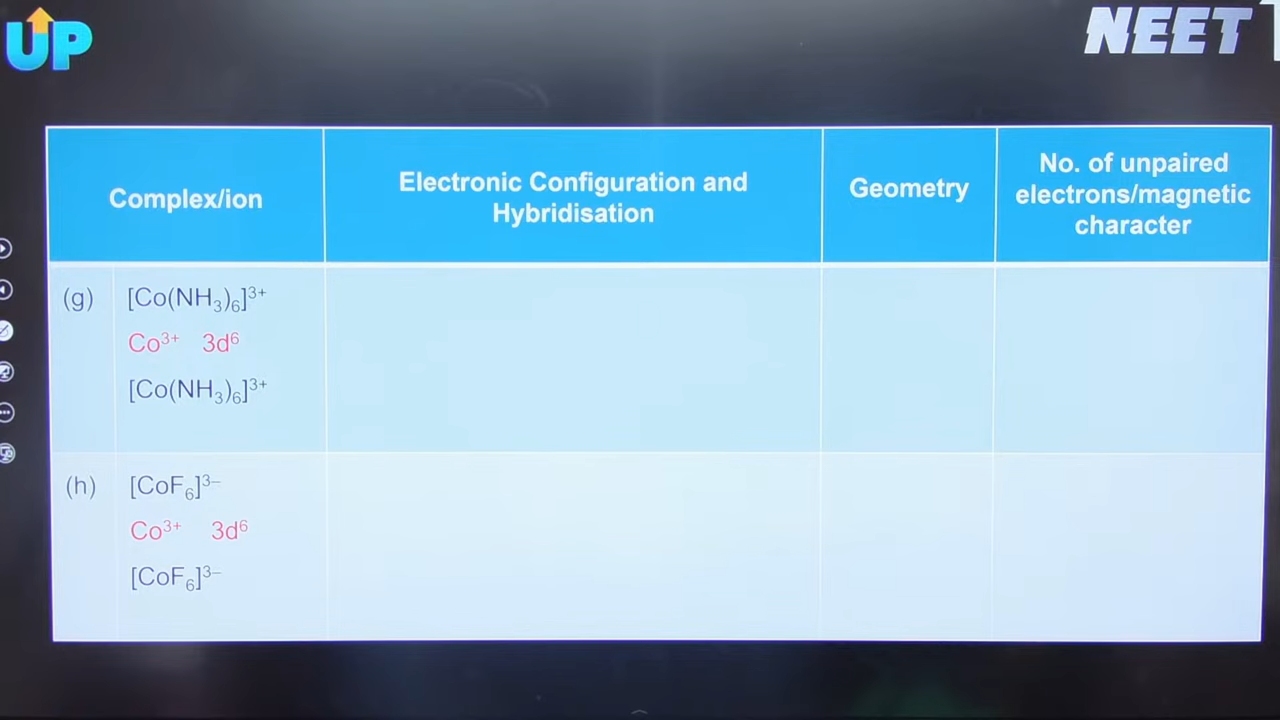 UP
NEET
Complex/ion
Electronic Configuration and
Hybridisation
Geometry
No. of unpaired
electrons/magnetic
character
(g) [Co(NH₃)₆]³⁺
Co³⁺ 3d⁶
[Co(NH₃)₆]³⁺
(h) [CoF₆]³⁻
Co³⁺ 3d⁶
[CoF₆]³⁻